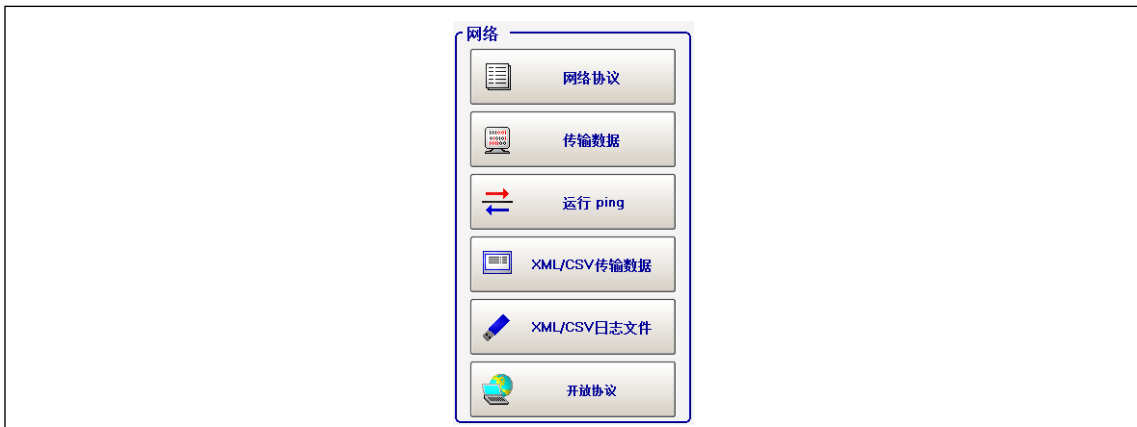 网络
网络协议
传输数据
运行 ping
XML/CSV传输数据
XML/CSV日志文件
开放协议